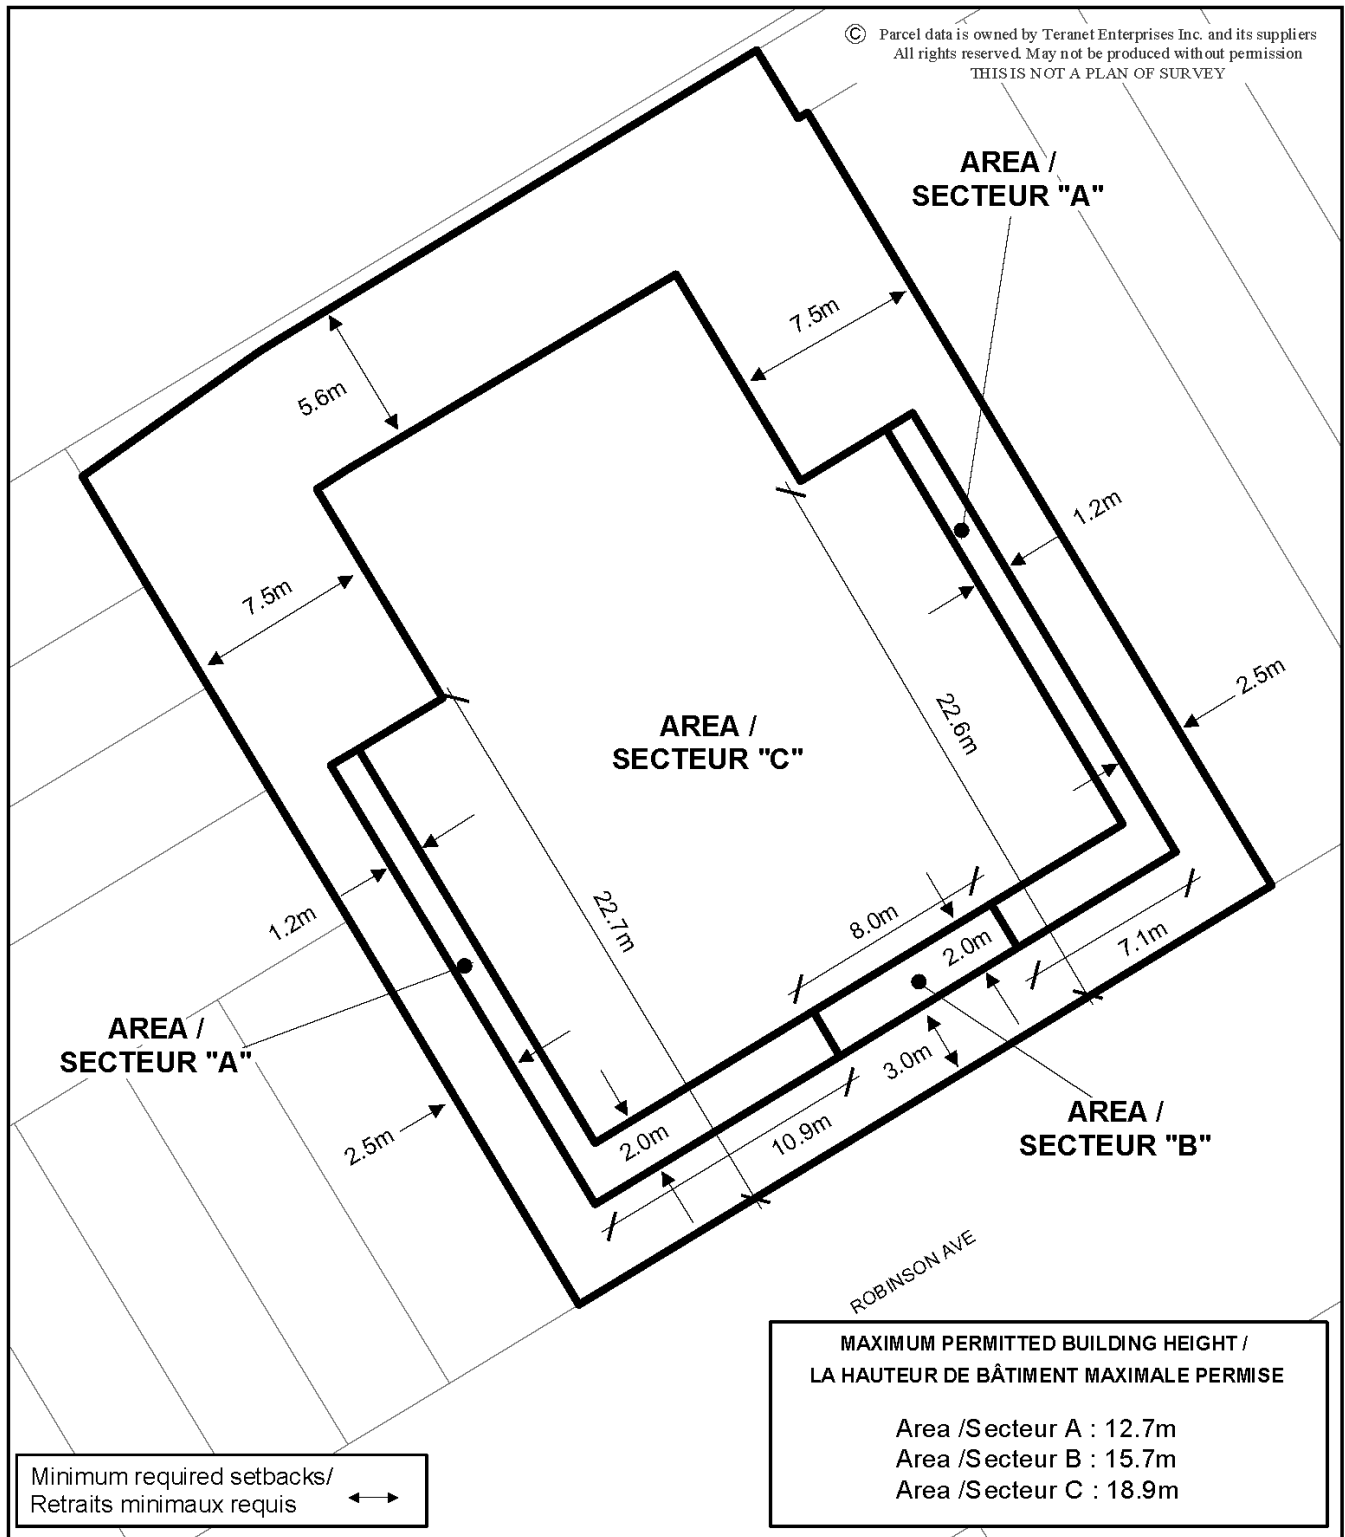 © Parcel data is owned by Teranet Enterprises Inc. and its suppliers
All rights reserved. May not be produced without permission
THIS IS NOT A PLAN OF SURVEY
AREA /
SECTEUR "A"
7.5m
5.6m
1.2m
7.5m
2.5m
22.6m
AREA /
SECTEUR "C"
22.7m
8.0m
1.2m
2.0m
7.1m
AREA /
SECTEUR "A"
3.0m
10.9m
2.0m
2.5m
AREA /
SECTEUR "B"
ROBINSON AVE
MAXIMUM PERMITTED BUILDING HEIGHT /
LA HAUTEUR DE BÂTIMENT MAXIMALE PERMISE
Area /Secteur A : 12.7m
Area /Secteur B : 15.7m
Area /Secteur C : 18.9m
Minimum required setbacks/
Retraits minimaux requis